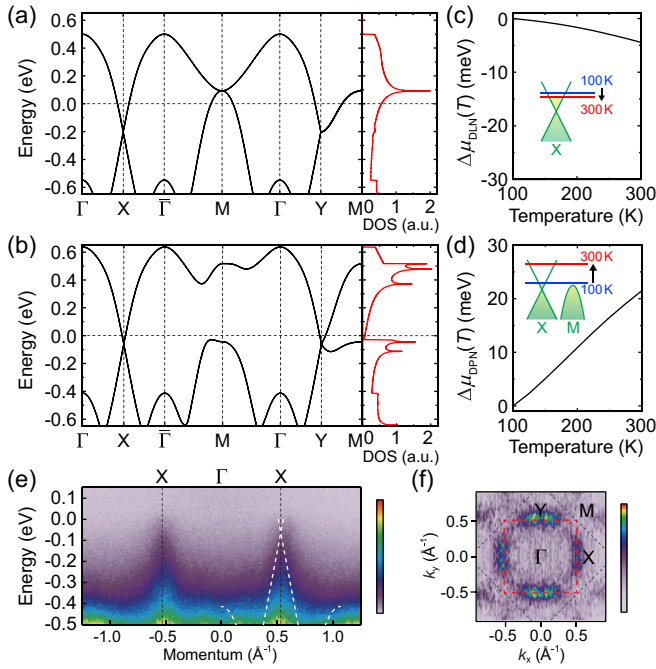 (a)
0.6
0.4
0.2
0.0
-0.2
-0.4
-0.6
Energy (eV)
Γ X Γ̅ M Γ Y M
0 1 2
DOS (a.u.)
(c)
0
-10
-20
-30
Δμ_DLN(T) (meV)
100K
300K
X
100 200 300
Temperature (K)
(b)
0.6
0.4
0.2
0.0
-0.2
-0.4
-0.6
Energy (eV)
Γ X Γ̅ M Γ Y M
0 1 2
DOS (a.u.)
(d)
30
20
10
0
Δμ_DPN(T) (meV)
300K
100K
X M
100 200 300
Temperature (K)
(e)
X Γ X
0.1
0.0
-0.1
-0.2
-0.3
-0.4
-0.5
Energy (eV)
-1.0 -0.5 0.0 0.5 1.0
Momentum (Å⁻¹)
(f)
Y M
Γ X
0.5
0.0
-0.5
k_y (Å⁻¹)
-0.5 0.0 0.5
k_x (Å⁻¹)